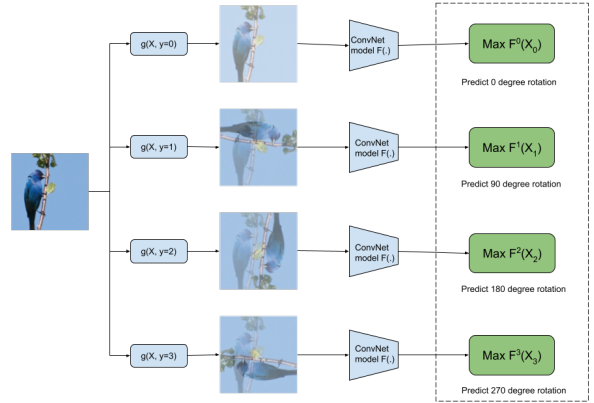 g(X, y=0)
ConvNet
model F(.)
Max F⁰(X₀)
Predict 0 degree rotation
g(X, y=1)
ConvNet
model F(.)
Max F¹(X₁)
Predict 90 degree rotation
g(X, y=2)
ConvNet
model F(.)
Max F²(X₂)
Predict 180 degree rotation
g(X, y=3)
ConvNet
model F(.)
Max F³(X₃)
Predict 270 degree rotation